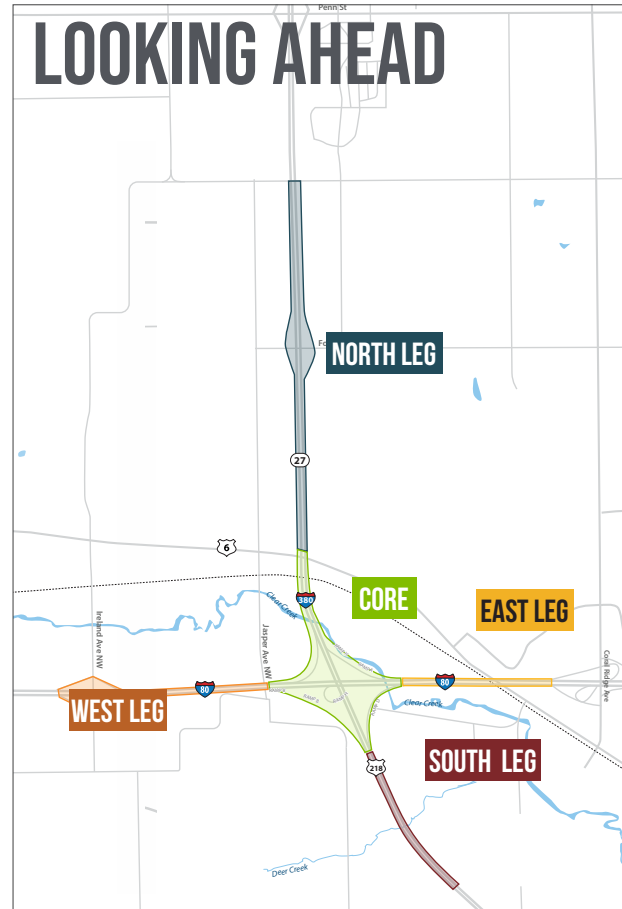 Penn St
LOOKING AHEAD
Fo
NORTH LEG
27
6
380
Clear Creek
CORE
EAST LEG
Ireland Ave NW
Jasper Ave NW
Coral Ridge Ave
80
80
WEST LEG
Clear Creek
SOUTH LEG
218
Deer Creek